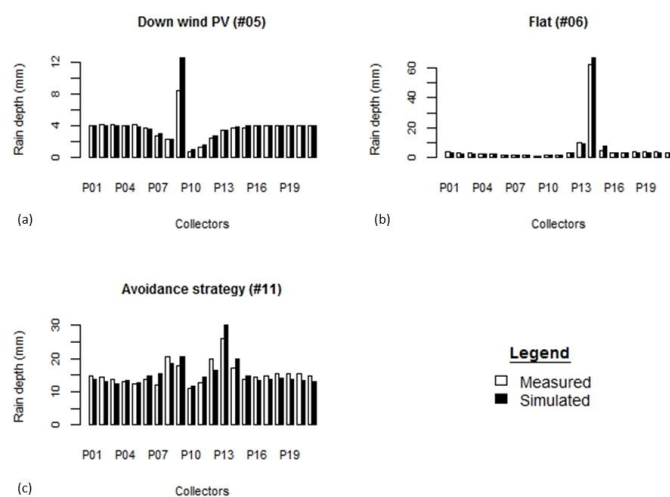 Down wind PV (#05)
Rain depth (mm)
0 4 8 12
P01 P04 P07 P10 P13 P16 P19
(a)
Collectors
Flat (#06)
Rain depth (mm)
0 20 40 60
P01 P04 P07 P10 P13 P16 P19
(b)
Collectors
Avoidance strategy (#11)
Rain depth (mm)
0 10 20 30
P01 P04 P07 P10 P13 P16 P19
(c)
Collectors
Legend
Measured
Simulated